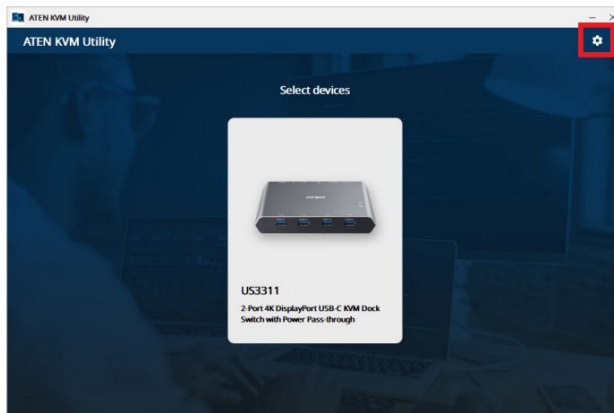 ATEN KVM Utility
ATEN KVM Utility
Select devices
ATEN
US3311
2-Port 4K DisplayPort USB-C KVM Dock
Switch with Power Pass-through